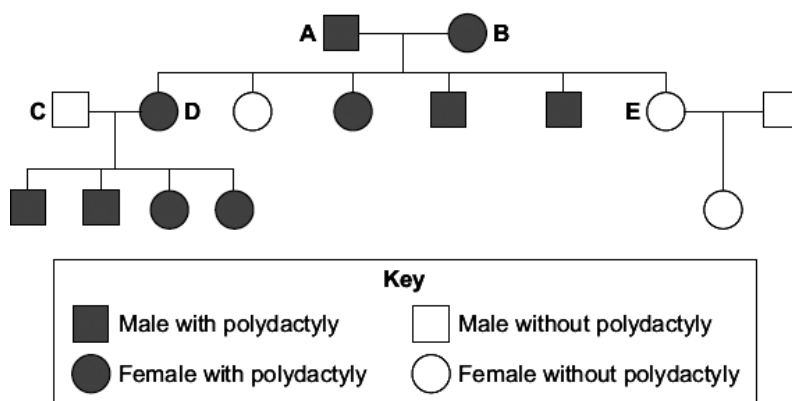 A B
C D E
Key
Male with polydactyly Male without polydactyly
Female with polydactyly Female without polydactyly